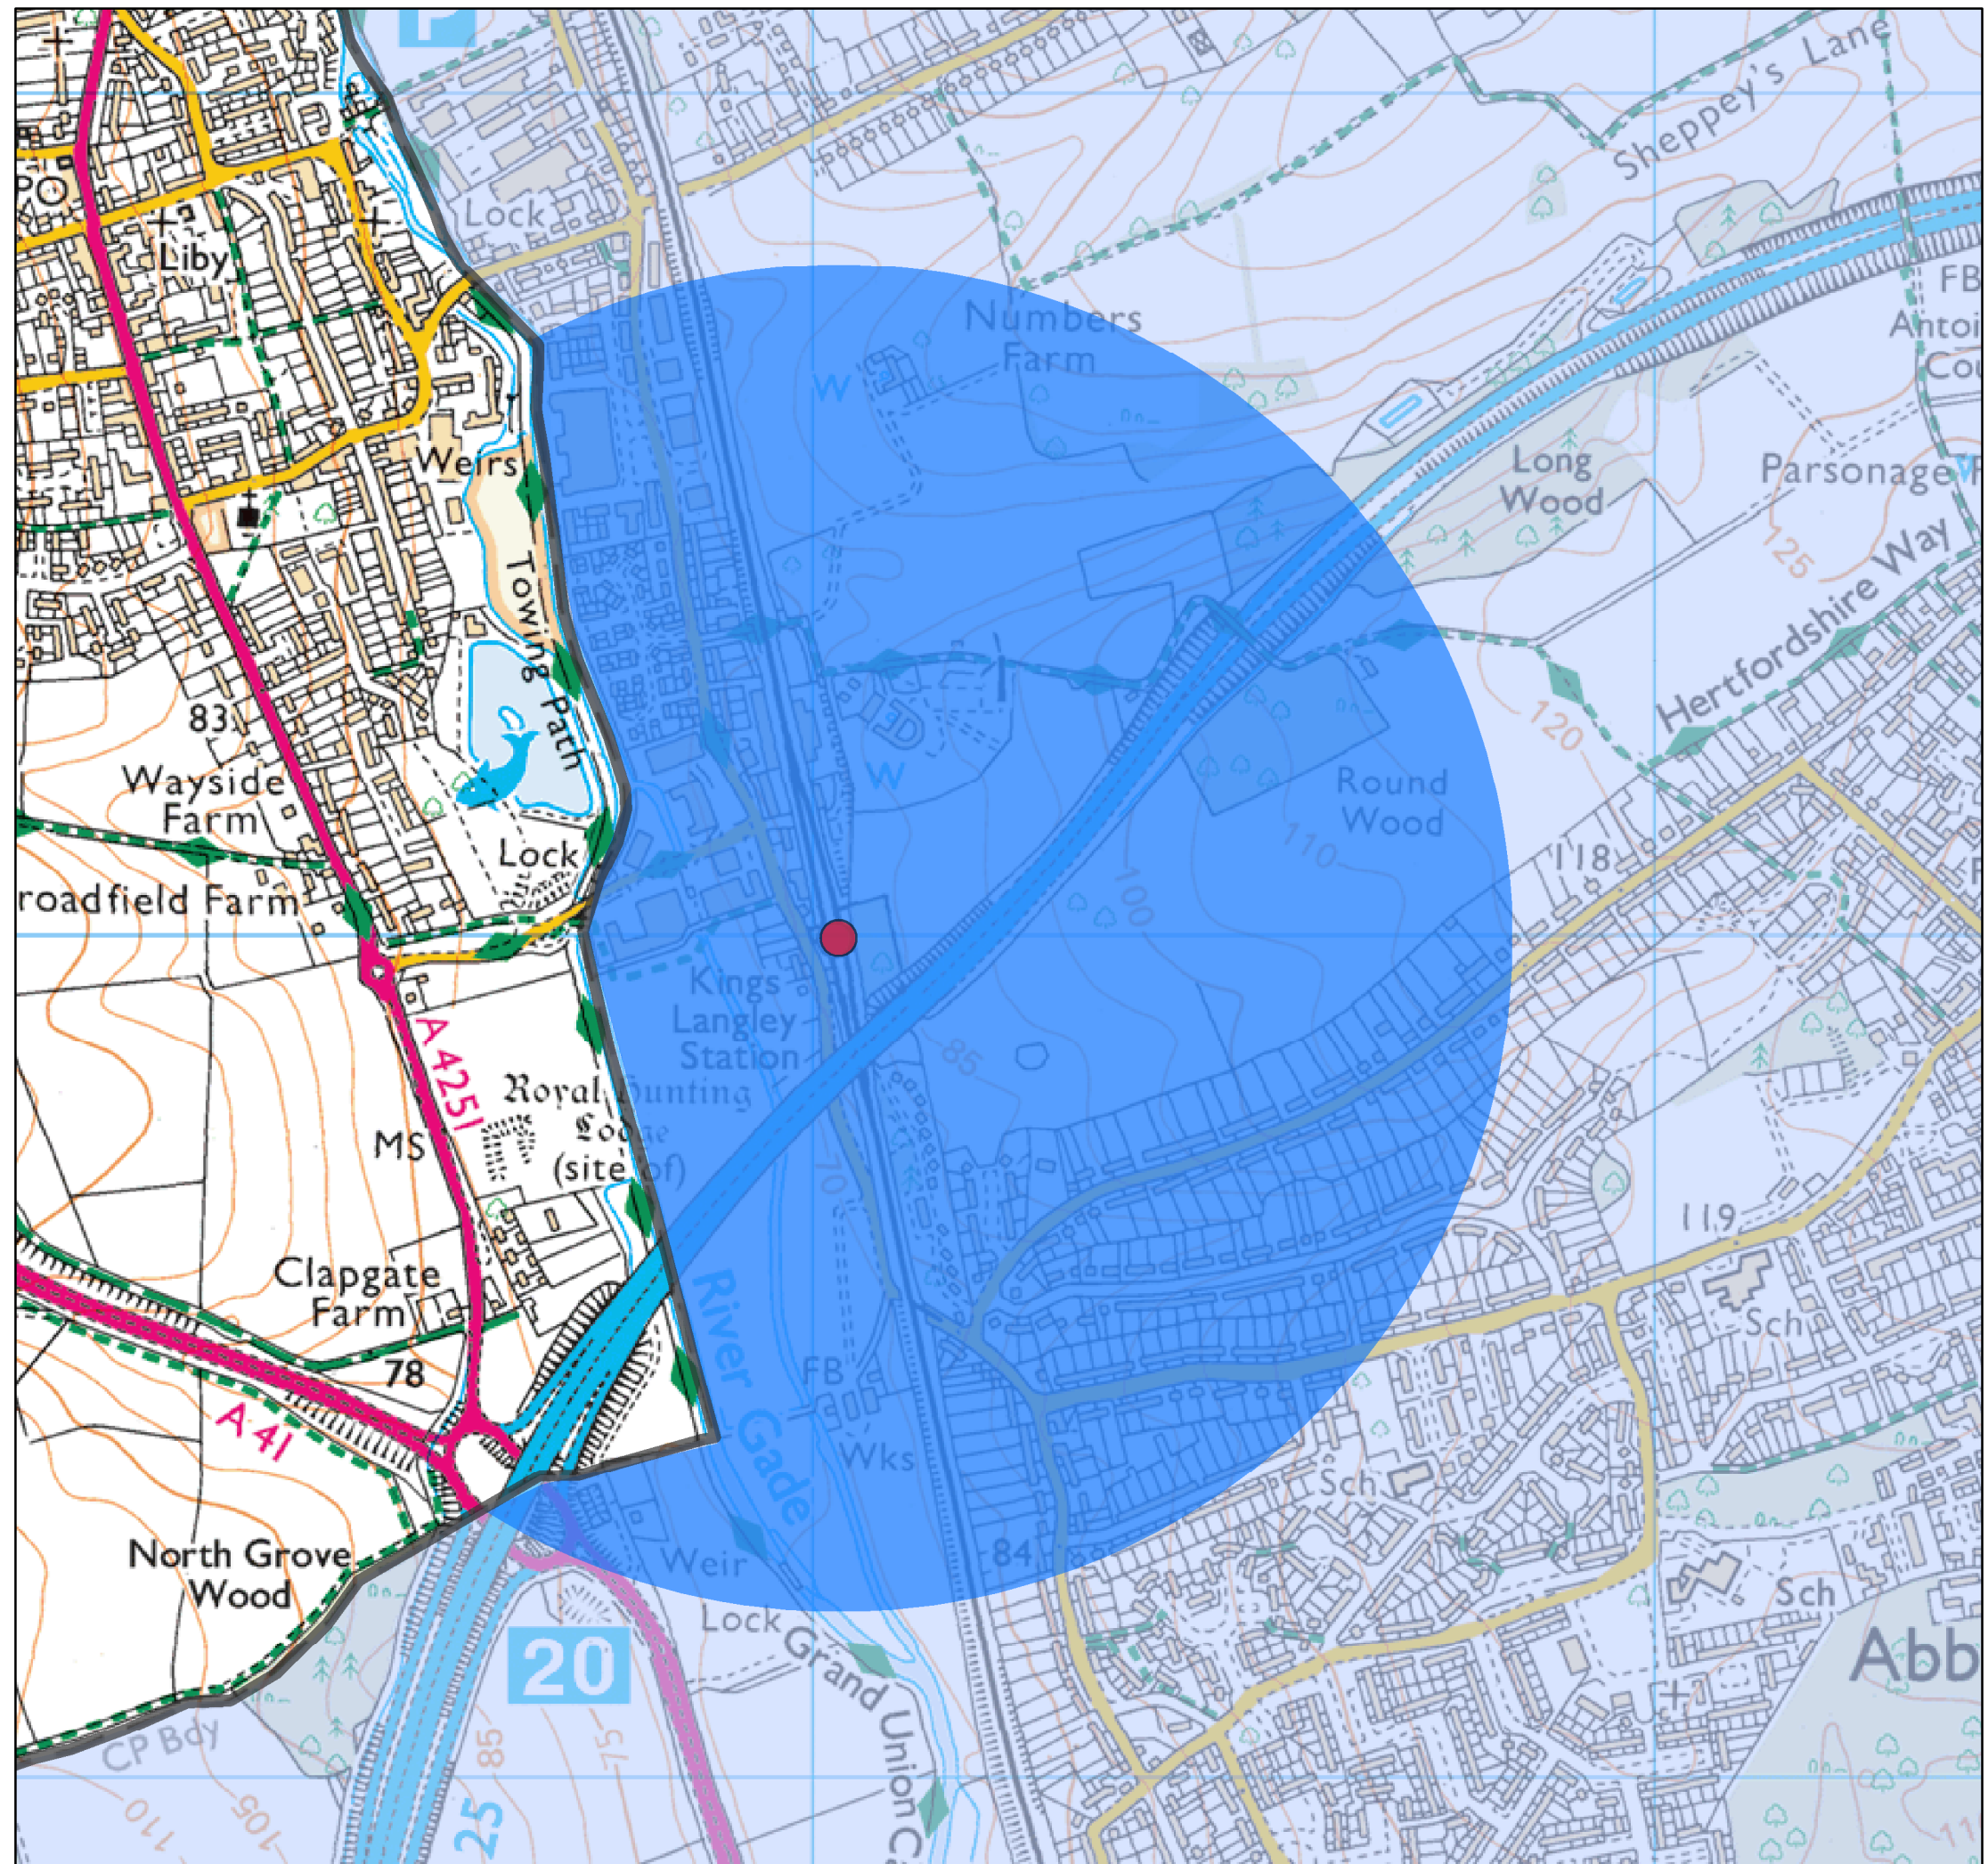 Sheppey's Lane
PO
Lock
Liby
FB
Numbers
Farm
W
Weirs
Long
Wood
Parsonage
125
Towing Path
Hertfordshire Way
83
120
Wayside
Farm
W
Round
Wood
Lock
110
118
roadfield Farm
100
Kings
Langley
Station
A 4251
85
Royal Hunting
Lodge
(site of)
MS
70
119
Clapgate
Farm
River Gade
Sch
78
FB
A 41
Wks
Sch
North Grove
Wood
Weir
84
Sch
Lock
20
Grand Union C
Abb
CP Bdy
85
75
25
110
105
11